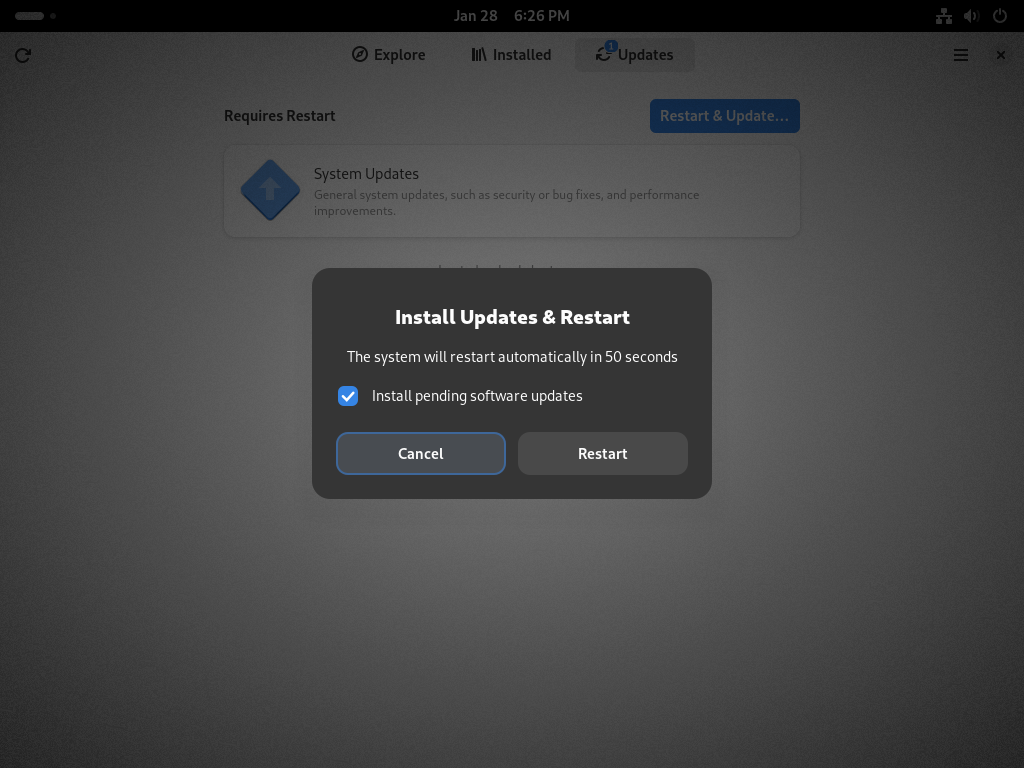 Jan 28 6:26 PM
Explore Installed 1 Updates
Requires Restart Restart & Update...
System Updates
General system updates, such as security or bug fixes, and performance
improvements.
Install Updates & Restart
The system will restart automatically in 50 seconds
Install pending software updates
Cancel Restart